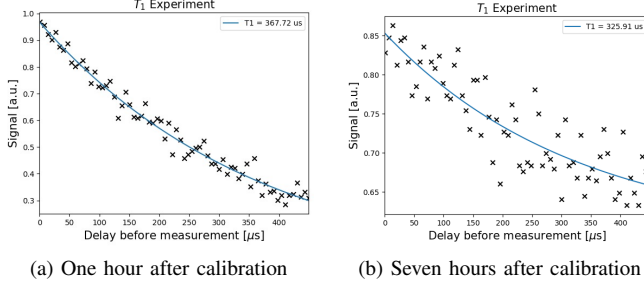 T₁ Experiment
T1 = 367.72 us
Signal [a.u.]
1.0
0.9
0.8
0.7
0.6
0.5
0.4
0.3
0 50 100 150 200 250 300 350 400
Delay before measurement [μs]
(a) One hour after calibration
T₁ Experiment
T1 = 325.91 us
Signal [a.u.]
0.85
0.80
0.75
0.70
0.65
0 50 100 150 200 250 300 350 400
Delay before measurement [μs]
(b) Seven hours after calibration